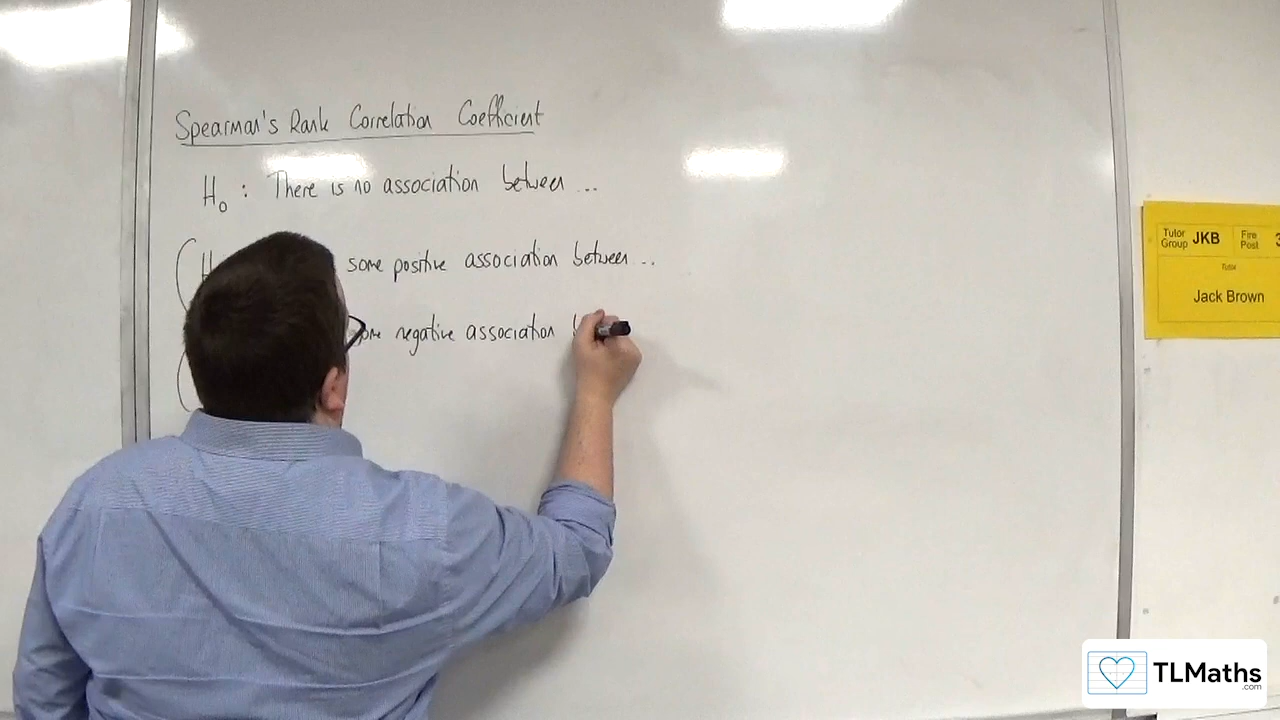 Spearman's Rank Correlation Coefficient
H₀ : There is no association between ...
some positive association between ...
negative association
Tutor Group JKB Fire Post 3
Tutor
Jack Brown
TLMaths
.com